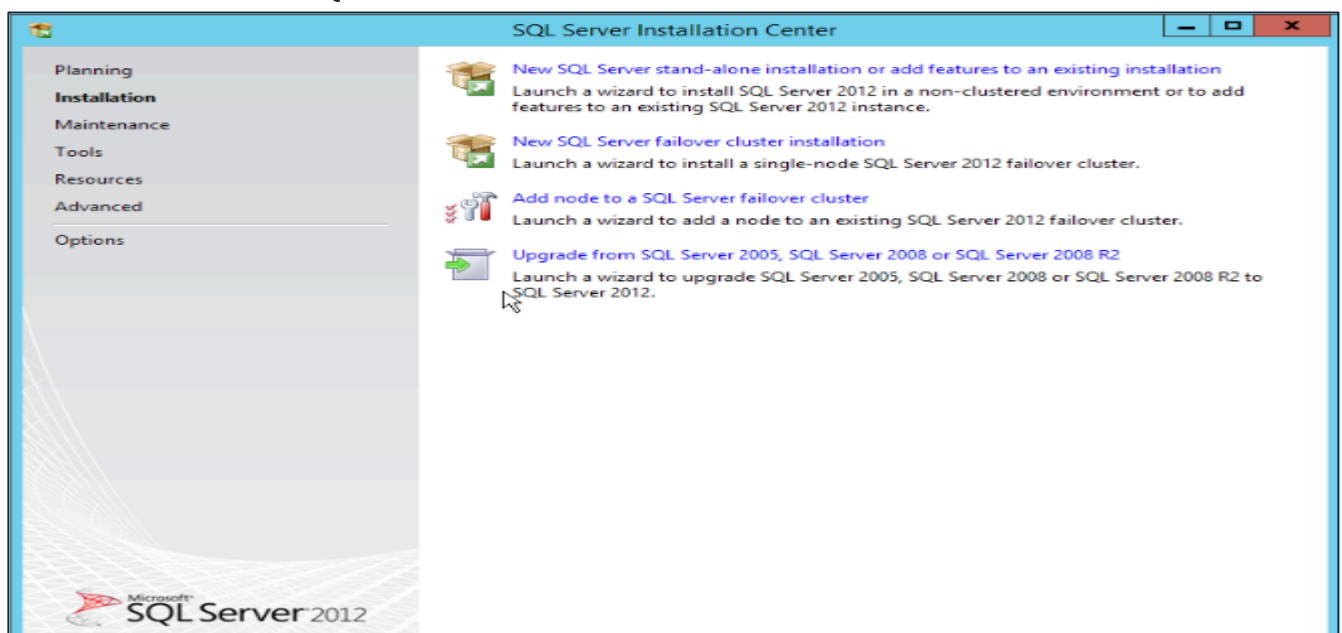 SQL Server Installation Center
Planning
Installation
Maintenance
Tools
Resources
Advanced
Options
New SQL Server stand-alone installation or add features to an existing installation
Launch a wizard to install SQL Server 2012 in a non-clustered environment or to add
features to an existing SQL Server 2012 instance.
New SQL Server failover cluster installation
Launch a wizard to install a single-node SQL Server 2012 failover cluster.
Add node to a SQL Server failover cluster
Launch a wizard to add a node to an existing SQL Server 2012 failover cluster.
Upgrade from SQL Server 2005, SQL Server 2008 or SQL Server 2008 R2
Launch a wizard to upgrade SQL Server 2005, SQL Server 2008 or SQL Server 2008 R2 to
SQL Server 2012.
Microsoft
SQL Server 2012